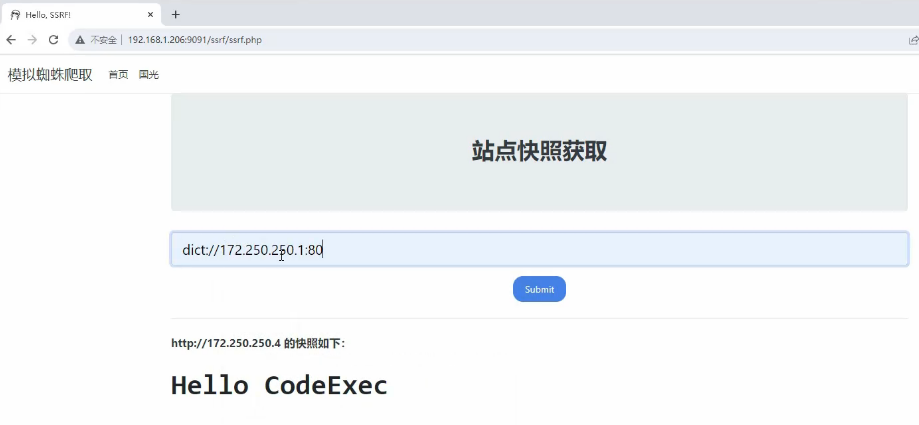 Hello, SSRF!
不安全 192.168.1.206:9091/ssrf/ssrf.php
模拟蜘蛛爬取 首页 国光
站点快照获取
dict://172.250.250.1:80
Submit
http://172.250.250.4 的快照如下:
Hello CodeExec